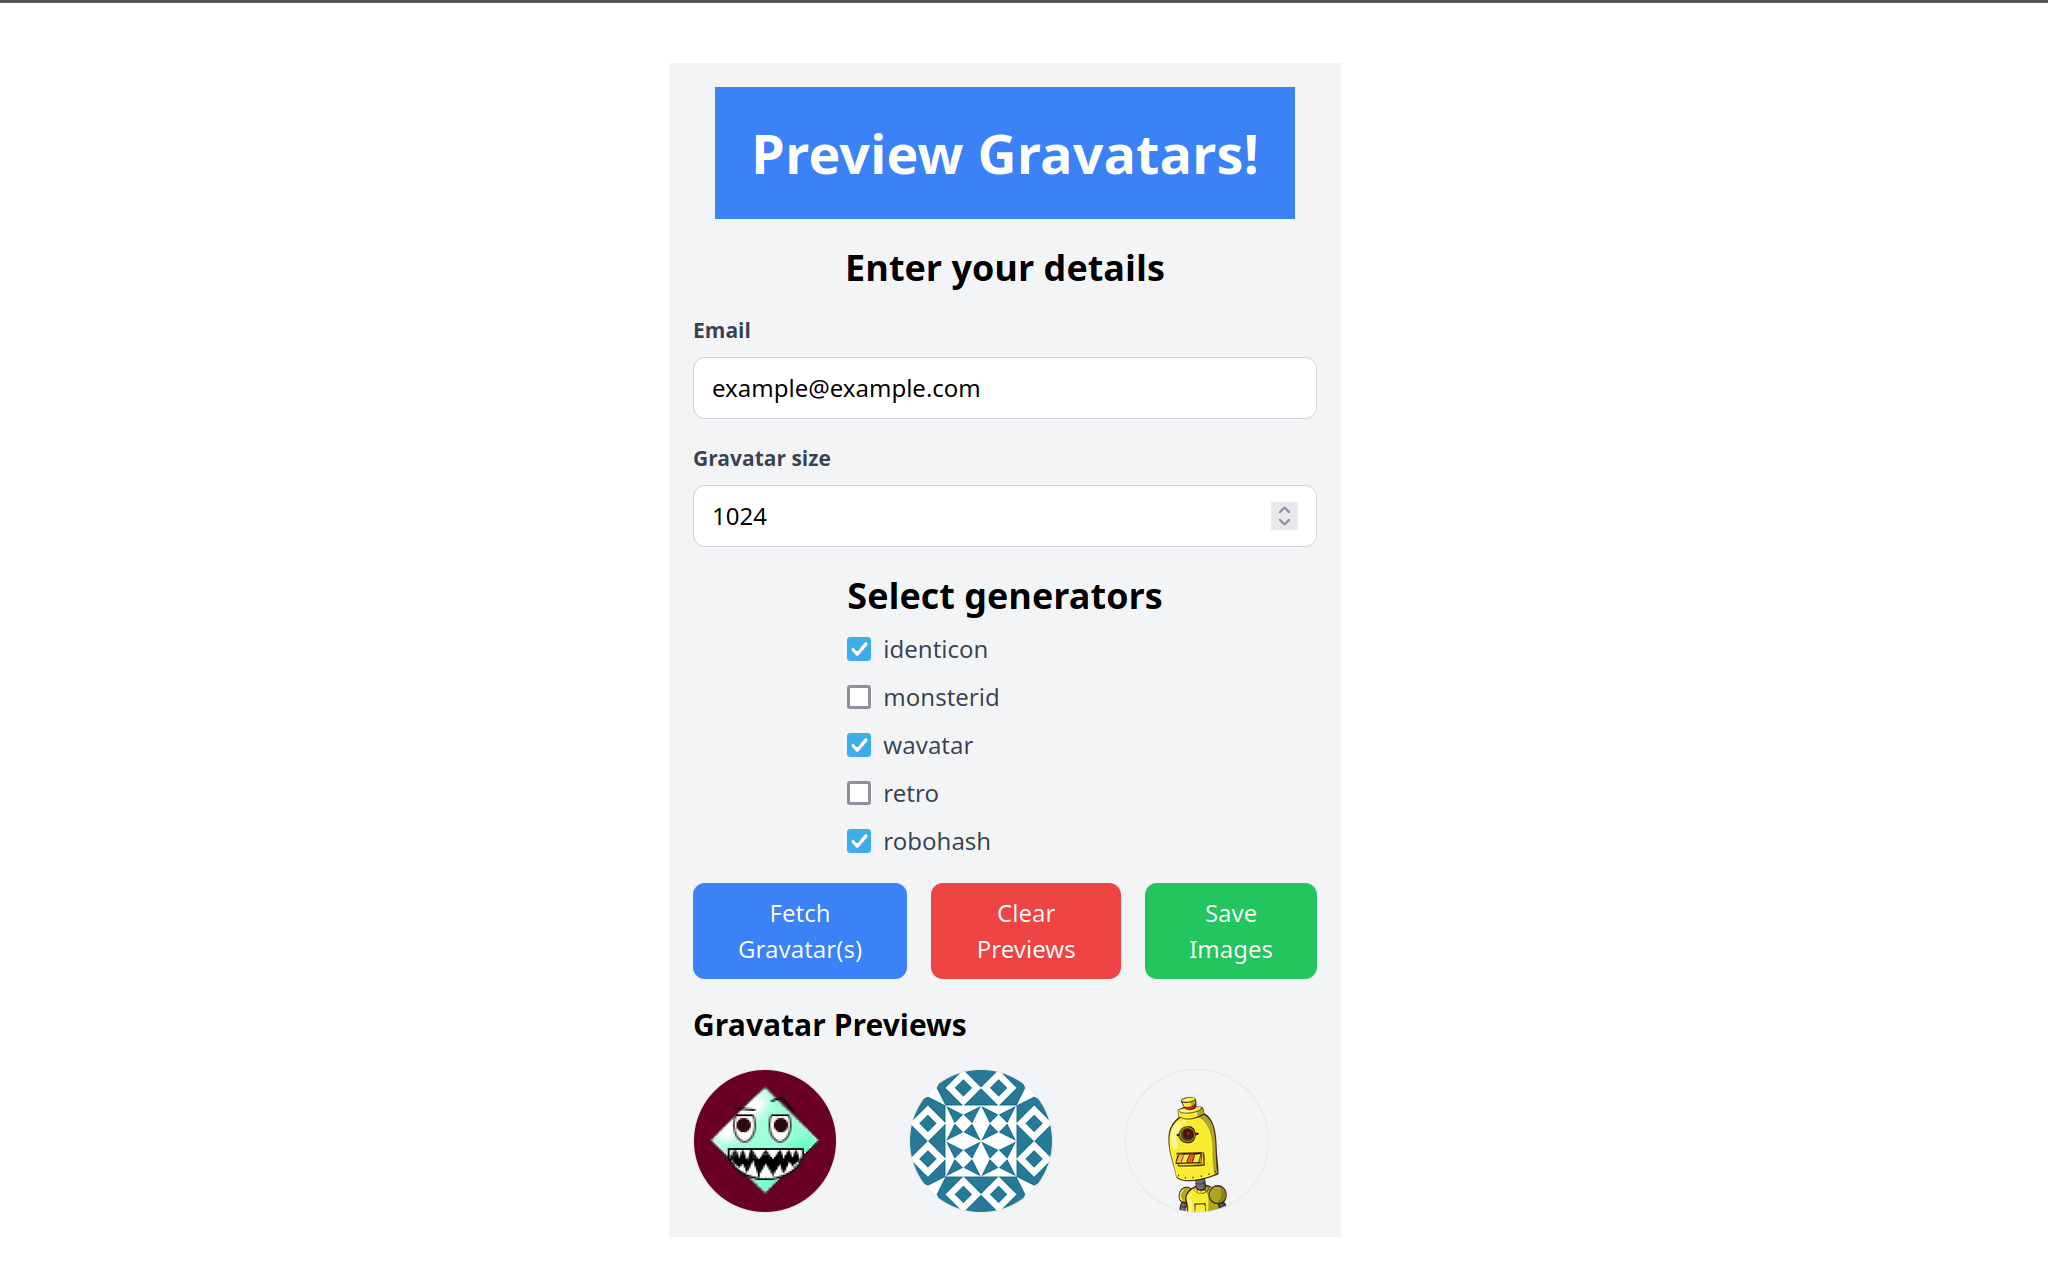 Preview Gravatars!
Enter your details
Email
example@example.com
Gravatar size
1024
Select generators
identicon
monsterid
wavatar
retro
robohash
Fetch
Gravatar(s)
Clear
Previews
Save
Images
Gravatar Previews